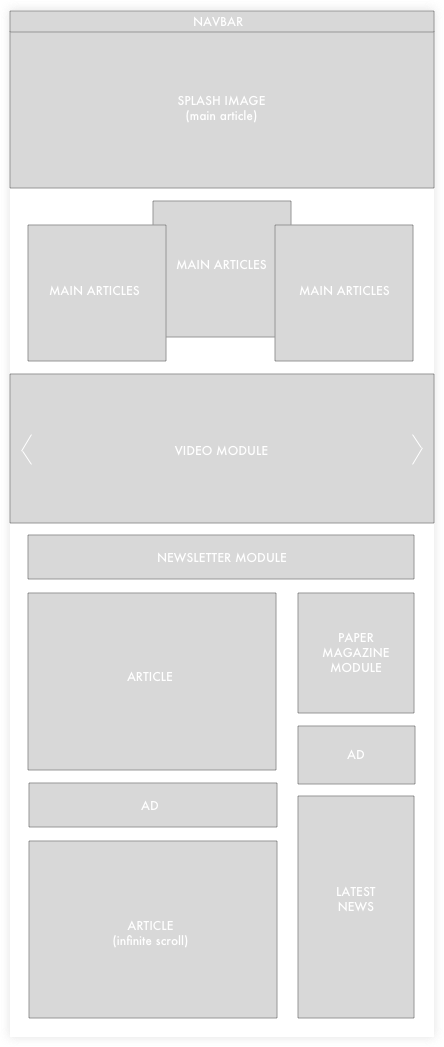 NAVBAR
SPLASH IMAGE
(main article)
MAIN ARTICLES
MAIN ARTICLES
MAIN ARTICLES
VIDEO MODULE
NEWSLETTER MODULE
ARTICLE
PAPER
MAGAZINE
MODULE
AD
AD
ARTICLE
(infinite scroll)
LATEST
NEWS